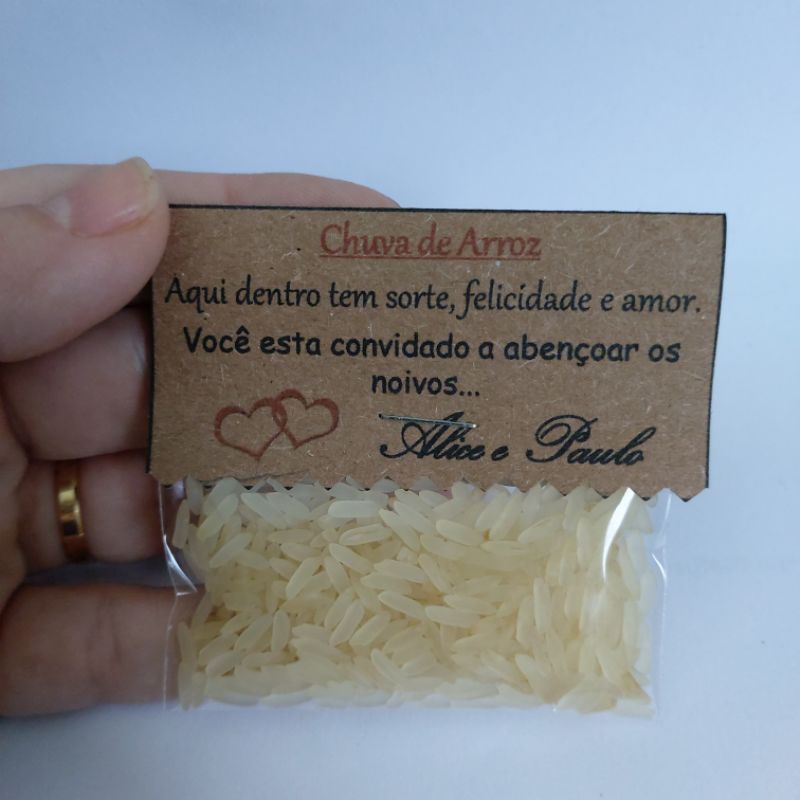 Chuva de Arroz
Aqui dentro tem sorte, felicidade e amor.
Você esta convidado a abençoar os
noivos...
Alice e Paulo